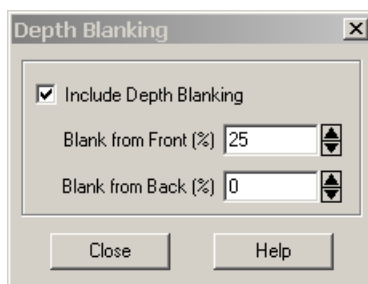 Depth Blanking
Include Depth Blanking
Blank from Front (%) 25
Blank from Back (%) 0
Close Help